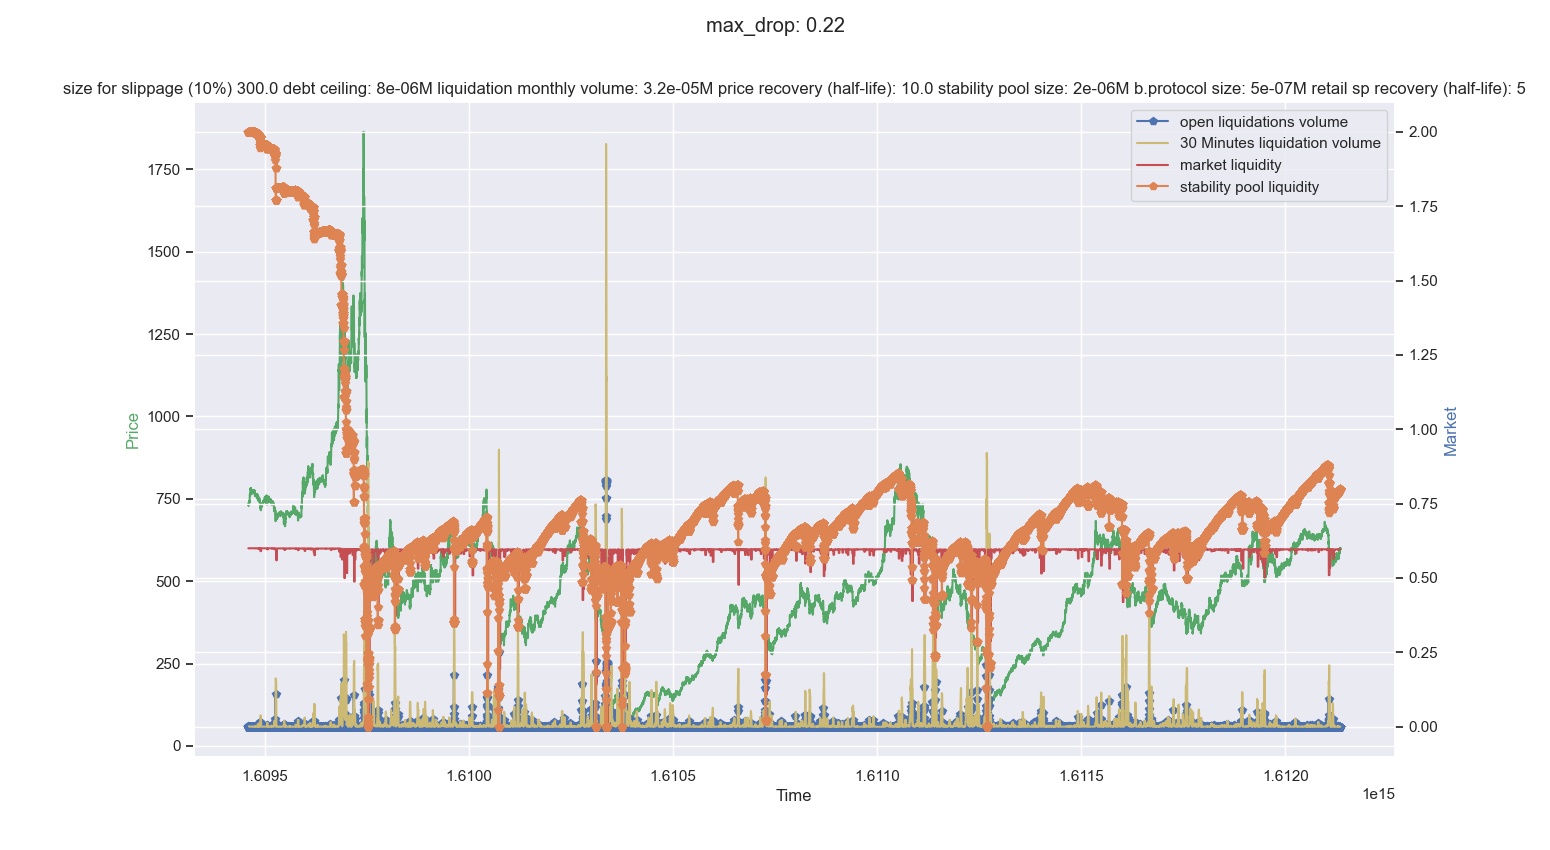 max_drop: 0.22
size for slippage (10%) 300.0 debt ceiling: 8e-06M liquidation monthly volume: 3.2e-05M price recovery (half-life): 10.0 stability pool size: 2e-06M b.protocol size: 5e-07M retail sp recovery (half-life): 5
open liquidations volume
30 Minutes liquidation volume
market liquidity
stability pool liquidity
Price
1750
1500
1250
1000
750
500
250
0
2.00
1.75
1.50
1.25
1.00
0.75
0.50
0.25
0.00
Market
1.6095 1.6100 1.6105 1.6110 1.6115 1.6120
Time
1e15